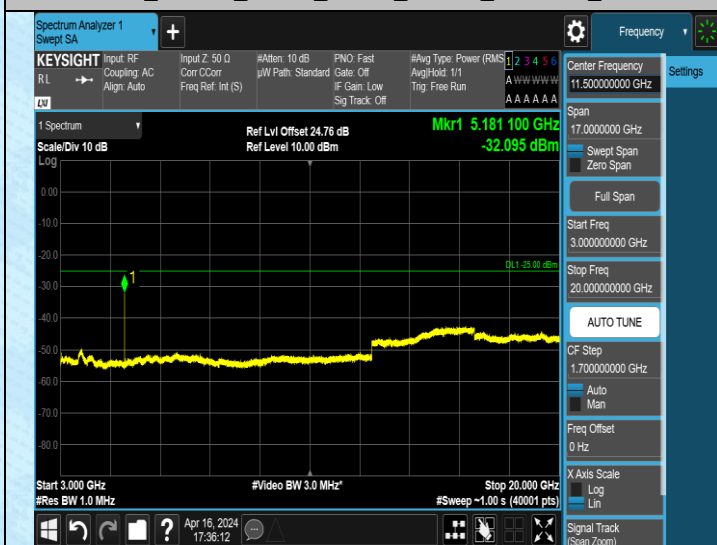 Spectrum Analyzer 1
Swept SA
+
Frequency
KEYSIGHT
RL
LXI
Input: RF
Coupling: AC
Align: Auto
Input Z: 50 Ω
Corr CCorr
Freq Ref: Int (S)
#Atten: 10 dB
µW Path: Standard
PNO: Fast
Gate: Off
IF Gain: Low
Sig Track: Off
#Avg Type: Power (RMS
Avg|Hold: 1/1
Trig: Free Run
1 2 3 4 5 6
A W W W W W
A A A A A A
1 Spectrum
Scale/Div 10 dB
Log
Ref Lvl Offset 24.76 dB
Ref Level 10.00 dBm
Mkr1 5.181 100 GHz
-32.095 dBm
0.00
-10.0
-20.0
-30.0
-40.0
-50.0
-60.0
-70.0
-80.0
DL1 -25.00 dBm
1
Start 3.000 GHz
#Res BW 1.0 MHz
#Video BW 3.0 MHz*
Stop 20.000 GHz
#Sweep ~1.00 s (40001 pts)
Apr 16, 2024
17:36:12
?
Center Frequency
11.500000000 GHz
Settings
Span
17.0000000 GHz
Swept Span
Zero Span
Full Span
Start Freq
3.000000000 GHz
Stop Freq
20.000000000 GHz
AUTO TUNE
CF Step
1.700000000 GHz
Auto
Man
Freq Offset
0 Hz
X Axis Scale
Log
Lin
Signal Track
(Span Zoom)